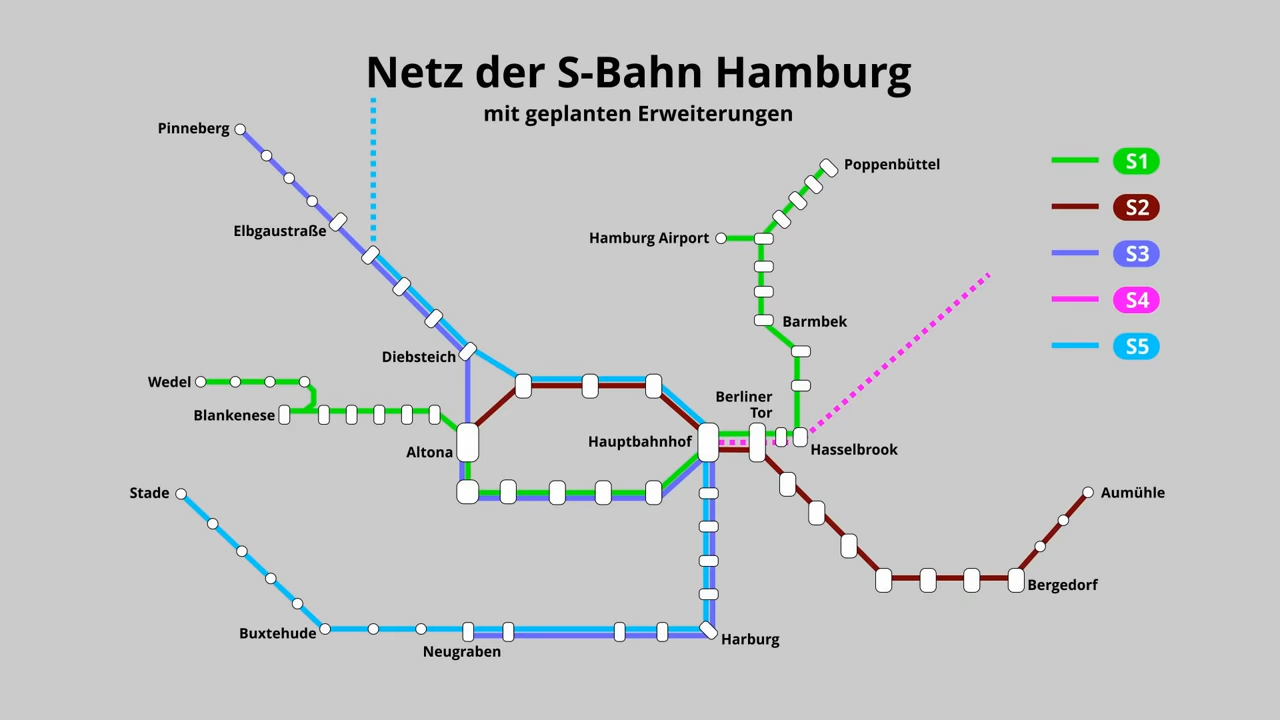 Netz der S-Bahn Hamburg
mit geplanten Erweiterungen
Pinneberg
Poppenbüttel
S1
S2
Elbgaustraße
Hamburg Airport
S3
S4
Barmbek
S5
Diebsteich
Wedel
Berliner
Tor
Blankenese
Hauptbahnhof
Altona
Hasselbrook
Stade
Aumühle
Bergedorf
Buxtehude
Harburg
Neugraben